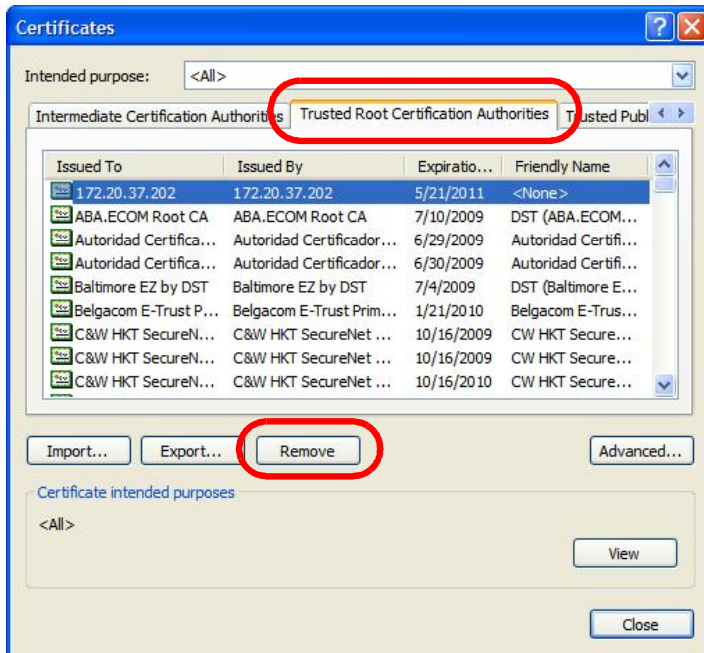 Certificates
Intended purpose: <All>
Intermediate Certification Authorities Trusted Root Certification Authorities Trusted Publ
Issued To Issued By Expiratio... Friendly Name
172.20.37.202 172.20.37.202 5/21/2011 <None>
ABA.ECOM Root CA ABA.ECOM Root CA 7/10/2009 DST (ABA.ECOM...
Autoridad Certifica... Autoridad Certificador... 6/29/2009 Autoridad Certifi...
Autoridad Certifica... Autoridad Certificador... 6/30/2009 Autoridad Certifi...
Baltimore EZ by DST Baltimore EZ by DST 7/4/2009 DST (Baltimore E...
Belgacom E-Trust P... Belgacom E-Trust Prim... 1/21/2010 Belgacom E-Trus...
C&W HKT SecureN... C&W HKT SecureNet ... 10/16/2009 CW HKT Secure...
C&W HKT SecureN... C&W HKT SecureNet ... 10/16/2009 CW HKT Secure...
C&W HKT SecureN... C&W HKT SecureNet ... 10/16/2010 CW HKT Secure...
Import... Export... Remove Advanced...
Certificate intended purposes
<All>
View
Close